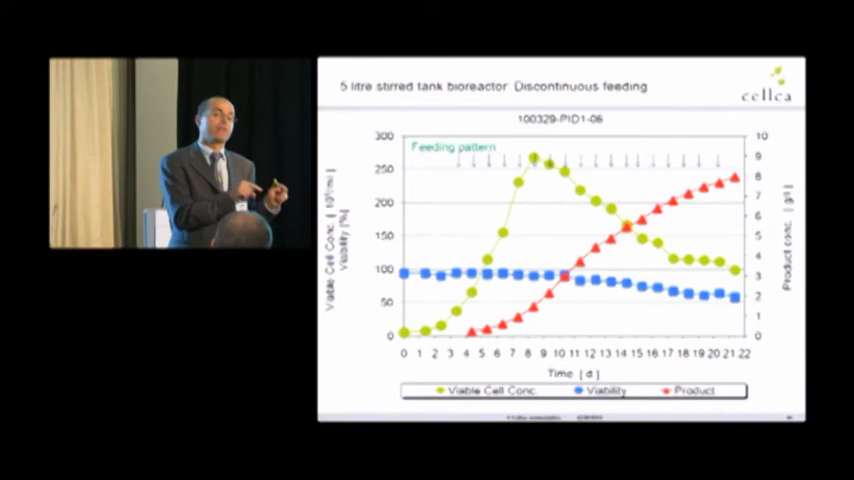 5 litre stirred tank bioreactor Discontinuous feeding
cellca
100329-PID1-06
Feeding pattern
300
250
200
150
100
50
0
10
9
8
7
6
5
4
3
2
1
0
Viable Cell Conc. [ 10⁵/ml ]
Viability [%]
Product conc. [ g/l ]
0 1 2 3 4 5 6 7 8 9 10 11 12 13 14 15 16 17 18 19 20 21 22
Time [ d ]
Viable Cell Conc. Viability Product